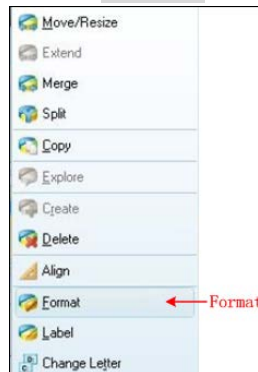 Move/Resize
Extend
Merge
Split
Copy
Explore
Create
Delete
Align
Format
Format
Label
Change Letter